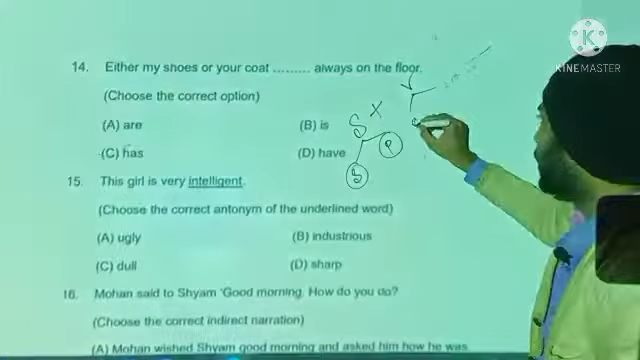 KINEMASTER
14. Either my shoes or your coat ......... always on the floor.
(Choose the correct option)
(A) are (B) is
(C) has (D) have
15. This girl is very intelligent.
(Choose the correct antonym of the underlined word)
(A) ugly (B) industrious
(C) dull (D) sharp
16. Mohan said to Shyam 'Good morning. How do you do?
(Choose the correct indirect narration)
(A) Mohan wished Shyam good morning and asked him how he was
S X
S P